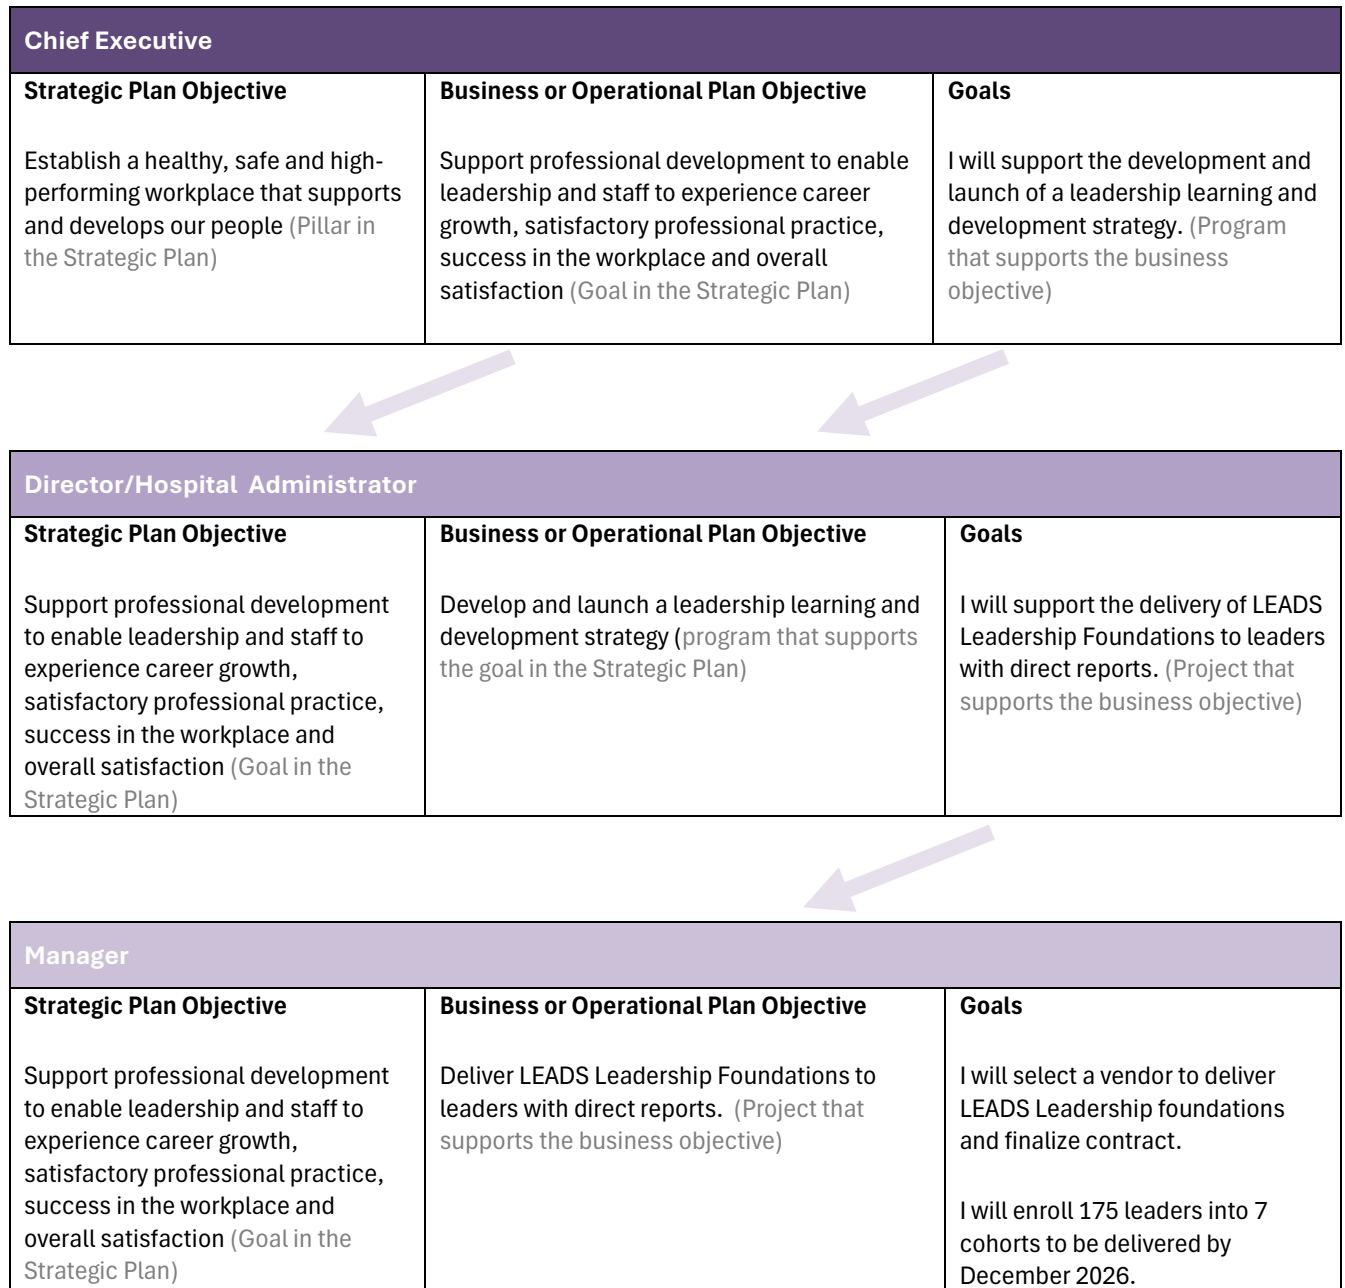 Chief Executive
Strategic Plan Objective
Establish a healthy, safe and high-
performing workplace that supports
and develops our people (Pillar in
the Strategic Plan)
Business or Operational Plan Objective
Support professional development to enable
leadership and staff to experience career
growth, satisfactory professional practice,
success in the workplace and overall
satisfaction (Goal in the Strategic Plan)
Goals
I will support the development and
launch of a leadership learning and
development strategy. (Program
that supports the business
objective)
Director/Hospital Administrator
Strategic Plan Objective
Support professional development
to enable leadership and staff to
experience career growth,
satisfactory professional practice,
success in the workplace and
overall satisfaction (Goal in the
Strategic Plan)
Business or Operational Plan Objective
Develop and launch a leadership learning and
development strategy (program that supports
the goal in the Strategic Plan)
Goals
I will support the delivery of LEADS
Leadership Foundations to leaders
with direct reports. (Project that
supports the business objective)
Manager
Strategic Plan Objective
Support professional development
to enable leadership and staff to
experience career growth,
satisfactory professional practice,
success in the workplace and
overall satisfaction (Goal in the
Strategic Plan)
Business or Operational Plan Objective
Deliver LEADS Leadership Foundations to
leaders with direct reports. (Project that
supports the business objective)
Goals
I will select a vendor to deliver
LEADS Leadership foundations
and finalize contract.
I will enroll 175 leaders into 7
cohorts to be delivered by
December 2026.